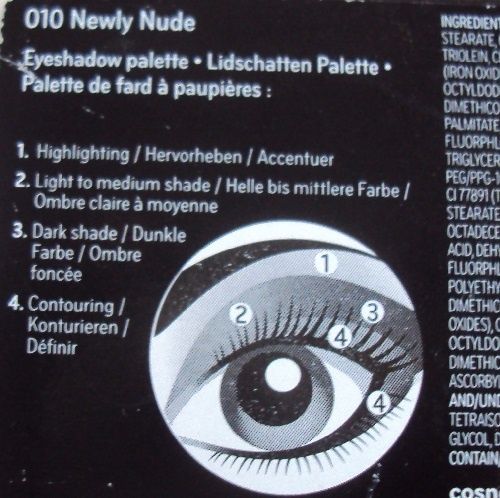 010 Newly Nude
Eyeshadow palette • Lidschatten Palette •
Palette de fard à paupières :
1. Highlighting / Hervorheben / Accentuer
2. Light to medium shade / Helle bis mittlere Farbe /
Ombre claire à moyenne
3. Dark shade / Dunkle
Farbe / Ombre
foncée
4. Contouring /
Konturieren /
Définir
1
2
3
4
4
INGREDIEN
STEARATE,
TRIOLEIN, C
(IRON OXID
OCTYLDOD
DIMETHICO
PALMITATE
FLUORPHL
TRIGLYCER
PEG/PPG-1
CI 77891 (T
STEARATE
OCTADECE
ACID, DEHY
FLUORPHL
POLYETHY
DIMETHIC
OXIDES), C
OCTYLDO
DIMETHIC
ASCORBY
AND/UND
TETRAISO
GLYCOL, D
CONTAIN
cosn